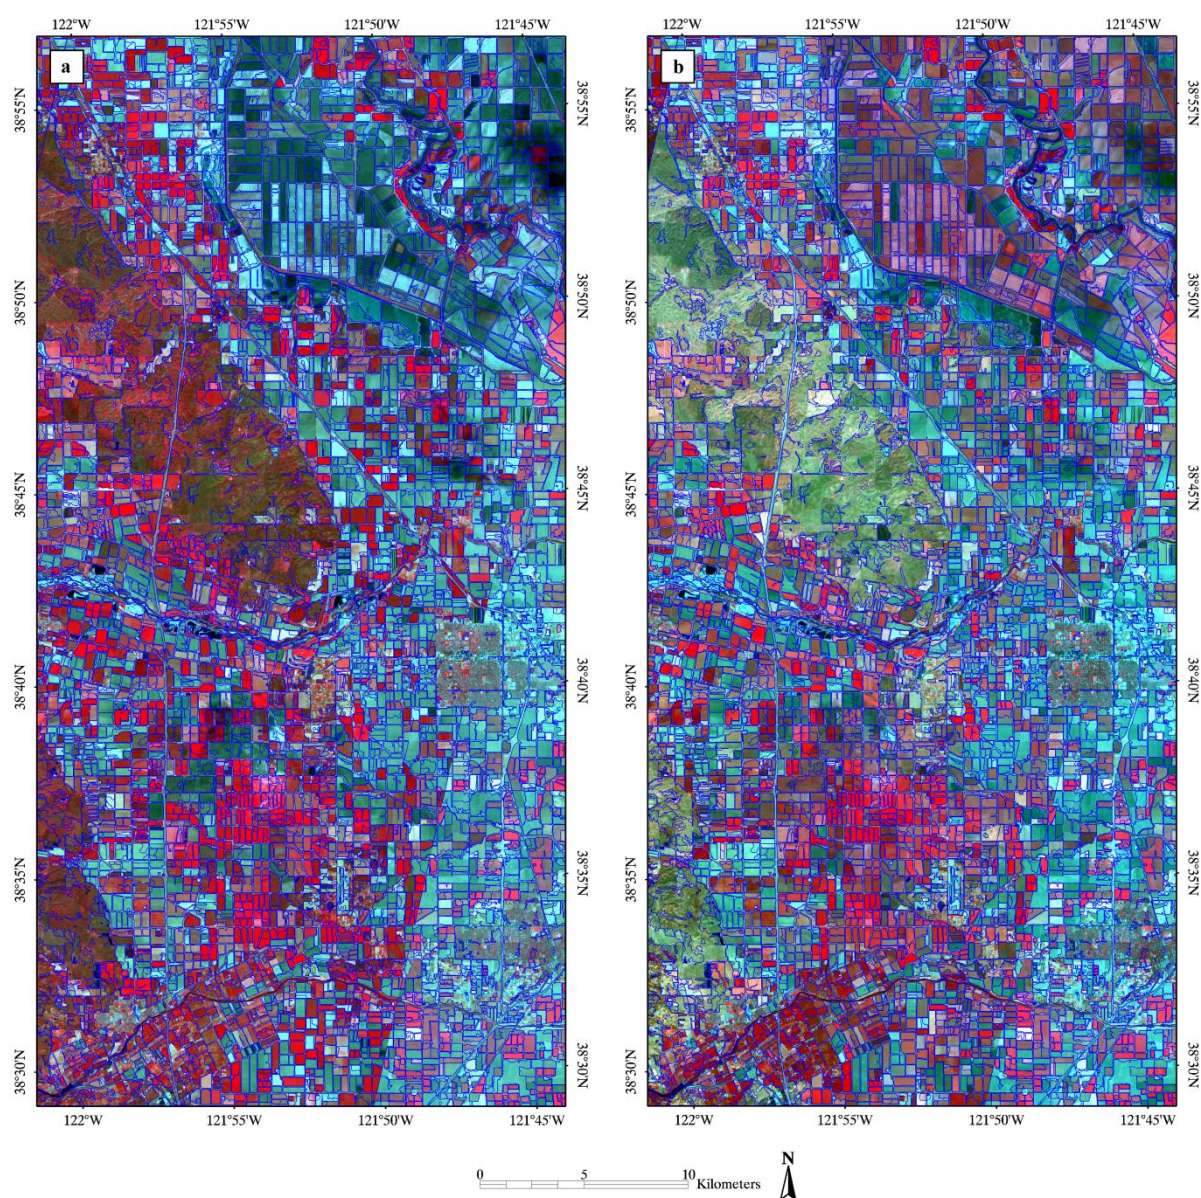 122°W 121°55'W 121°50'W 121°45'W 122°W 121°55'W 121°50'W 121°45'W
a b
38°55'N 38°55'N 38°55'N 38°55'N
38°50'N 38°50'N 38°50'N 38°50'N
38°45'N 38°45'N 38°45'N 38°45'N
38°40'N 38°40'N 38°40'N 38°40'N
38°35'N 38°35'N 38°35'N 38°35'N
38°30'N 38°30'N 38°30'N 38°30'N
122°W 121°55'W 121°50'W 121°45'W 122°W 121°55'W 121°50'W 121°45'W
N
0 5 10
Kilometers